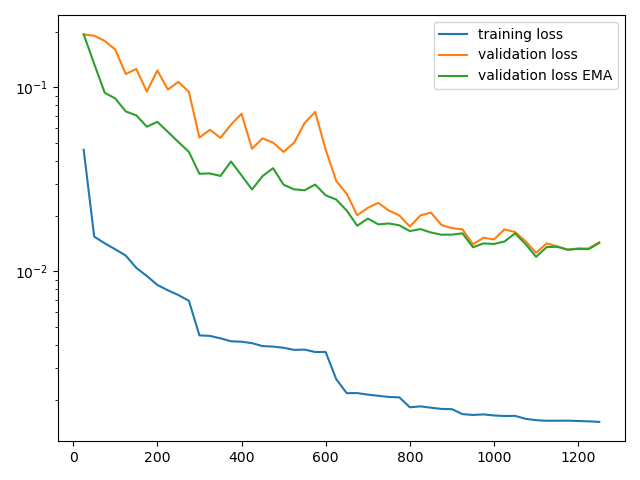 training loss
validation loss
validation loss EMA
10⁻¹
10⁻²
0 200 400 600 800 1000 1200